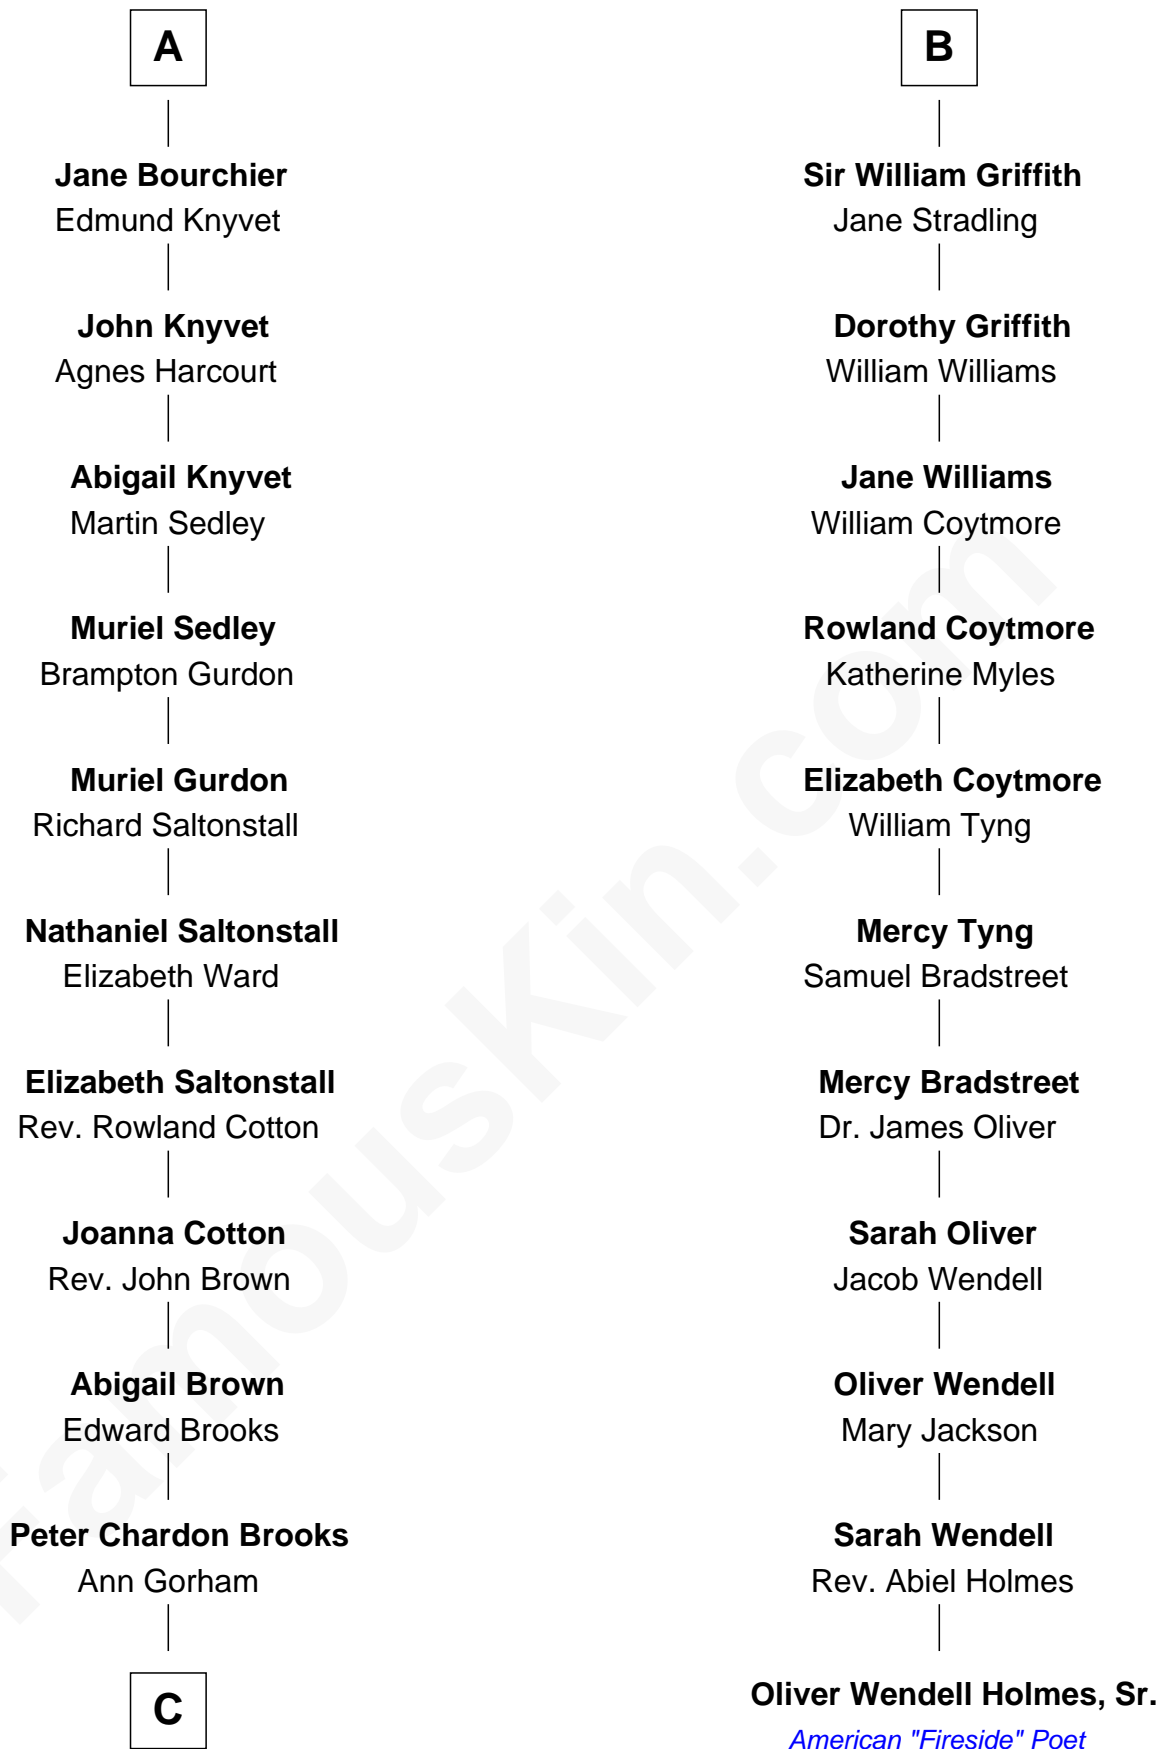 A
Jane Bourchier
Edmund Knyvet
John Knyvet
Agnes Harcourt
Abigail Knyvet
Martin Sedley
Muriel Sedley
Brampton Gurdon
Muriel Gurdon
Richard Saltonstall
Nathaniel Saltonstall
Elizabeth Ward
Elizabeth Saltonstall
Rev. Rowland Cotton
Joanna Cotton
Rev. John Brown
Abigail Brown
Edward Brooks
Peter Chardon Brooks
Ann Gorham
C
B
Sir William Griffith
Jane Stradling
Dorothy Griffith
William Williams
Jane Williams
William Coytmore
Rowland Coytmore
Katherine Myles
Elizabeth Coytmore
William Tyng
Mercy Tyng
Samuel Bradstreet
Mercy Bradstreet
Dr. James Oliver
Sarah Oliver
Jacob Wendell
Oliver Wendell
Mary Jackson
Sarah Wendell
Rev. Abiel Holmes
Oliver Wendell Holmes, Sr.
American "Fireside" Poet
FamousKin.com